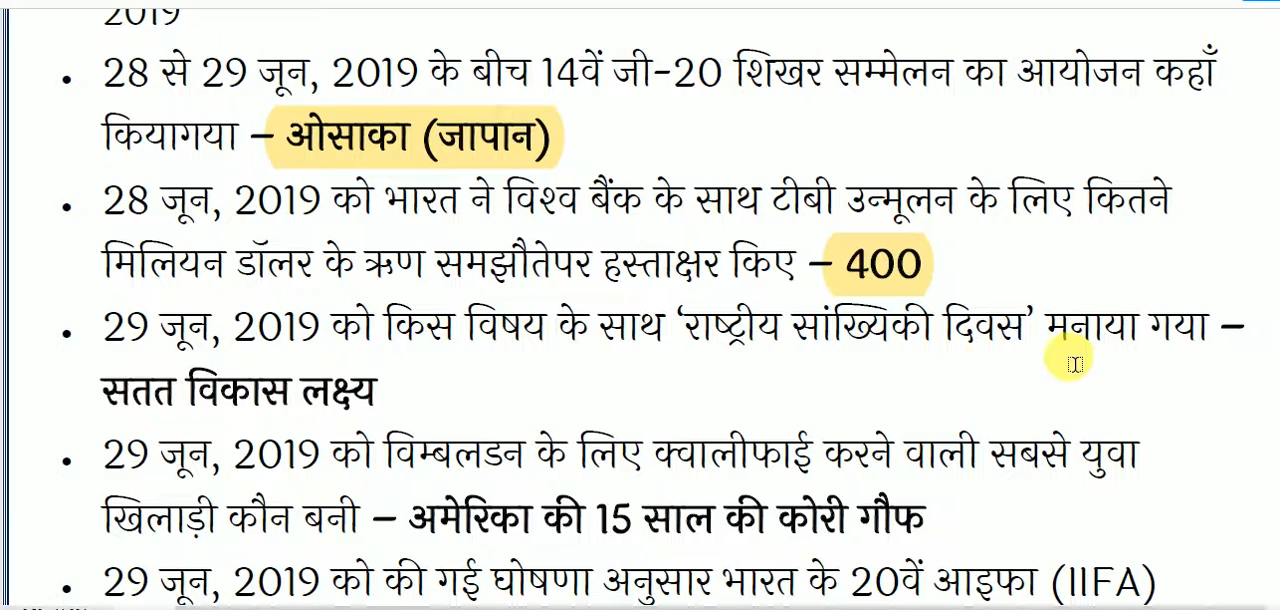 2019
• 28 से 29 जून, 2019 के बीच 14वें जी-20 शिखर सम्मेलन का आयोजन कहाँ
कियागया – ओसाका (जापान)
• 28 जून, 2019 को भारत ने विश्व बैंक के साथ टीबी उन्मूलन के लिए कितने
मिलियन डॉलर के ऋण समझौतेपर हस्ताक्षर किए – 400
• 29 जून, 2019 को किस विषय के साथ ‘राष्ट्रीय सांख्यिकी दिवस’ मनाया गया –
सतत विकास लक्ष्य
• 29 जून, 2019 को विम्बलडन के लिए क्वालीफाई करने वाली सबसे युवा
खिलाड़ी कौन बनी – अमेरिका की 15 साल की कोरी गौफ
• 29 जून, 2019 को की गई घोषणा अनुसार भारत के 20वें आइफा (IIFA)